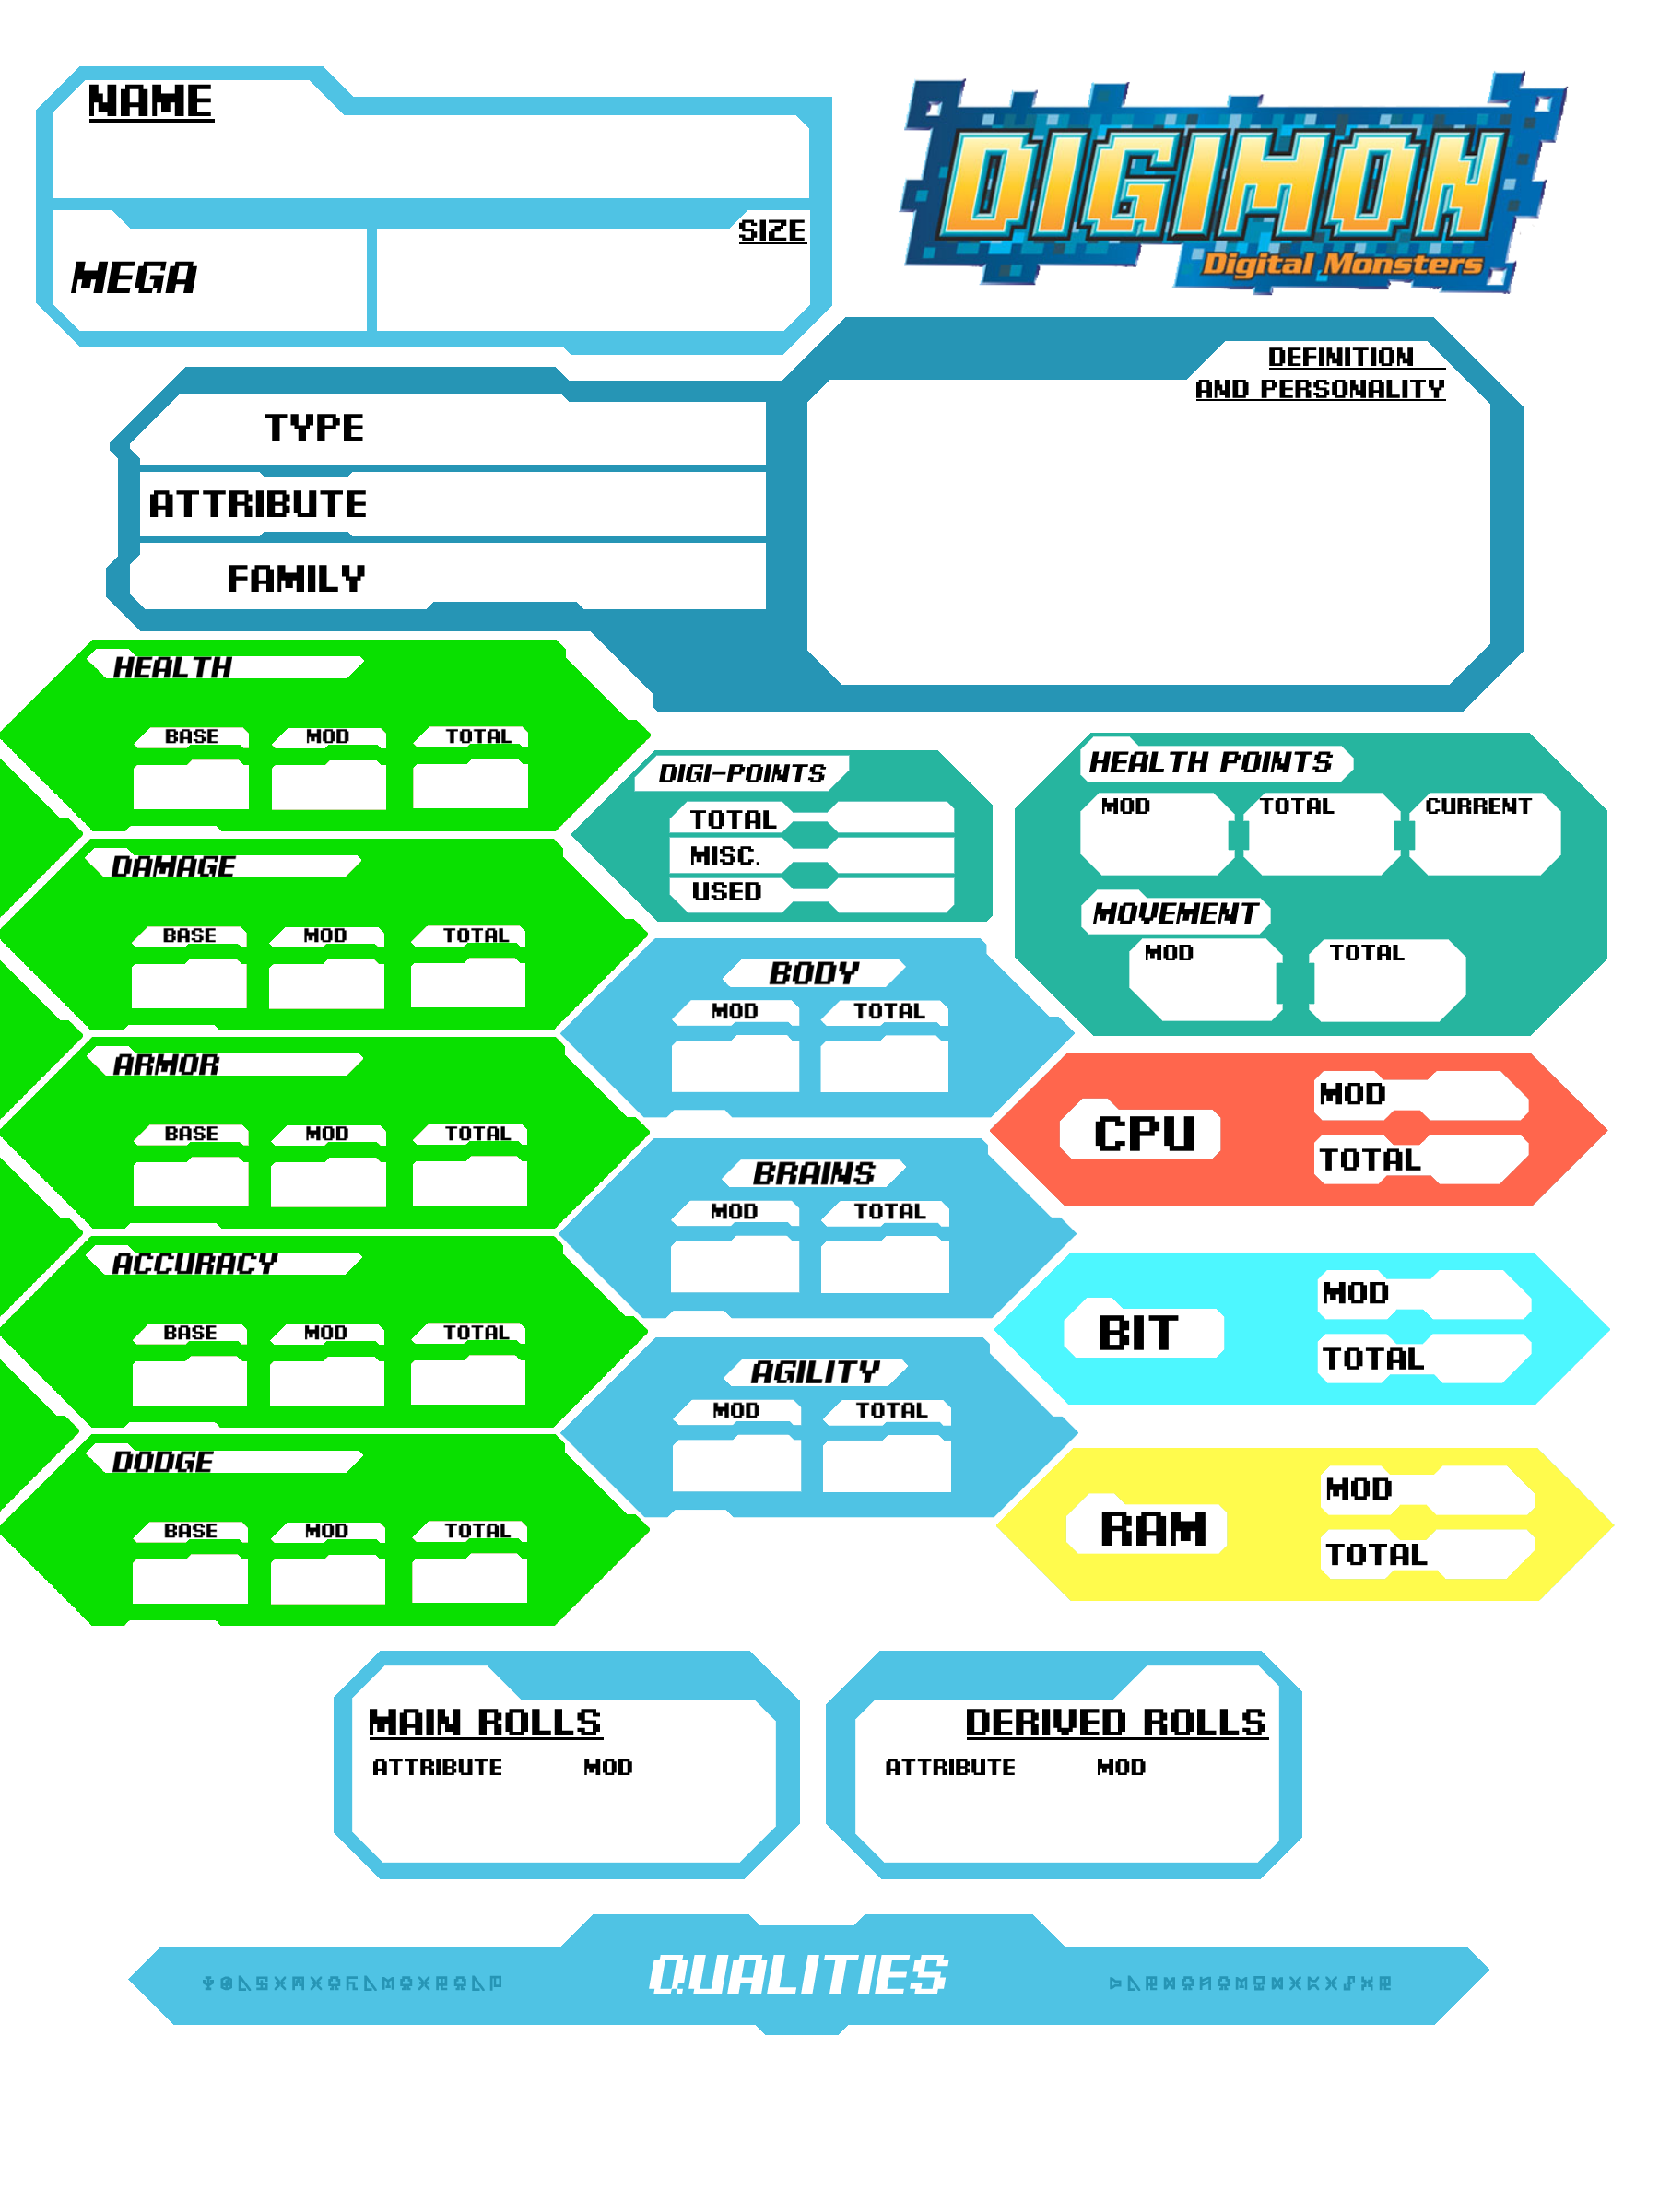 NAME
DIGIMON
Digital Monsters
SIZE
MEGA
DEFINITION
AND PERSONALITY
TYPE
ATTRIBUTE
FAMILY
HEALTH
BASE MOD TOTAL
DIGI-POINTS
TOTAL
MISC.
USED
HEALTH POINTS
MOD TOTAL CURRENT
MOVEMENT
MOD TOTAL
DAMAGE
BASE MOD TOTAL
BODY
MOD TOTAL
ARMOR
BASE MOD TOTAL
CPU
MOD
TOTAL
BRAINS
MOD TOTAL
ACCURACY
BASE MOD TOTAL
BIT
MOD
TOTAL
AGILITY
MOD TOTAL
DODGE
BASE MOD TOTAL
RAM
MOD
TOTAL
MAIN ROLLS
ATTRIBUTE MOD
DERIVED ROLLS
ATTRIBUTE MOD
QUALITIES